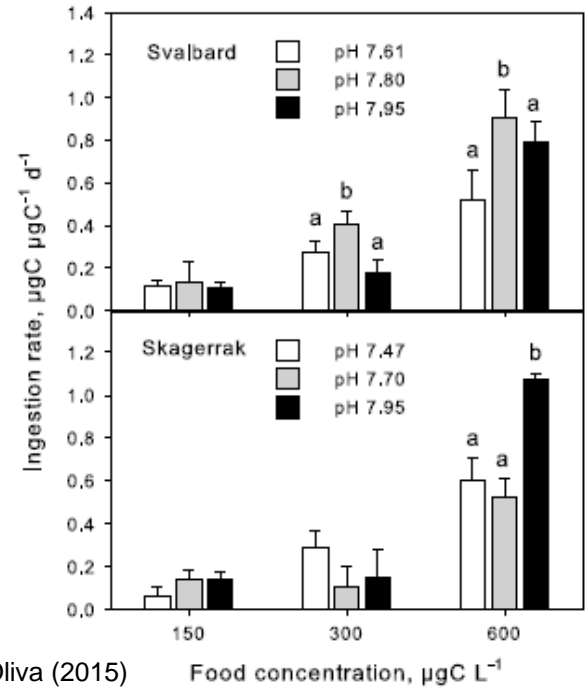 1.4
Svalbard
pH 7.61
pH 7.80
pH 7.95
1.2
1.0
0.8
0.6
0.4
0.2
0.0
a
b
a
a
b
a
Ingestion rate, µgC µgC⁻¹ d⁻¹
Skagerrak
pH 7.47
pH 7.70
pH 7.95
1.2
1.0
0.8
0.6
0.4
0.2
0.0
a
a
b
150 300 600
Food concentration, µgC L⁻¹
(2015)